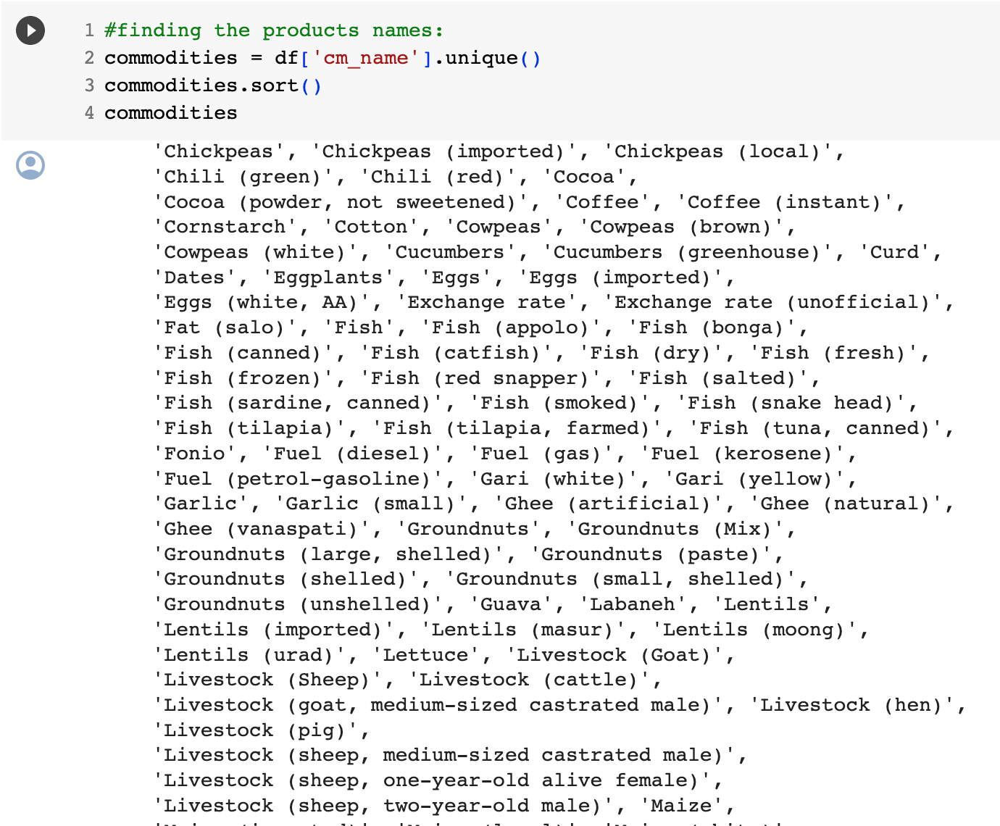 1 #finding the products names:
2 commodities = df['cm_name'].unique()
3 commodities.sort()
4 commodities
'Chickpeas', 'Chickpeas (imported)', 'Chickpeas (local)',
'Chili (green)', 'Chili (red)', 'Cocoa',
'Cocoa (powder, not sweetened)', 'Coffee', 'Coffee (instant)',
'Cornstarch', 'Cotton', 'Cowpeas', 'Cowpeas (brown)',
'Cowpeas (white)', 'Cucumbers', 'Cucumbers (greenhouse)', 'Curd',
'Dates', 'Eggplants', 'Eggs', 'Eggs (imported)',
'Eggs (white, AA)', 'Exchange rate', 'Exchange rate (unofficial)',
'Fat (salo)', 'Fish', 'Fish (appolo)', 'Fish (bonga)',
'Fish (canned)', 'Fish (catfish)', 'Fish (dry)', 'Fish (fresh)',
'Fish (frozen)', 'Fish (red snapper)', 'Fish (salted)',
'Fish (sardine, canned)', 'Fish (smoked)', 'Fish (snake head)',
'Fish (tilapia)', 'Fish (tilapia, farmed)', 'Fish (tuna, canned)',
'Fonio', 'Fuel (diesel)', 'Fuel (gas)', 'Fuel (kerosene)',
'Fuel (petrol-gasoline)', 'Gari (white)', 'Gari (yellow)',
'Garlic', 'Garlic (small)', 'Ghee (artificial)', 'Ghee (natural)',
'Ghee (vanaspati)', 'Groundnuts', 'Groundnuts (Mix)',
'Groundnuts (large, shelled)', 'Groundnuts (paste)',
'Groundnuts (shelled)', 'Groundnuts (small, shelled)',
'Groundnuts (unshelled)', 'Guava', 'Labaneh', 'Lentils',
'Lentils (imported)', 'Lentils (masur)', 'Lentils (moong)',
'Lentils (urad)', 'Lettuce', 'Livestock (Goat)',
'Livestock (Sheep)', 'Livestock (cattle)',
'Livestock (goat, medium-sized castrated male)', 'Livestock (hen)',
'Livestock (pig)',
'Livestock (sheep, medium-sized castrated male)',
'Livestock (sheep, one-year-old alive female)',
'Livestock (sheep, two-year-old male)', 'Maize',